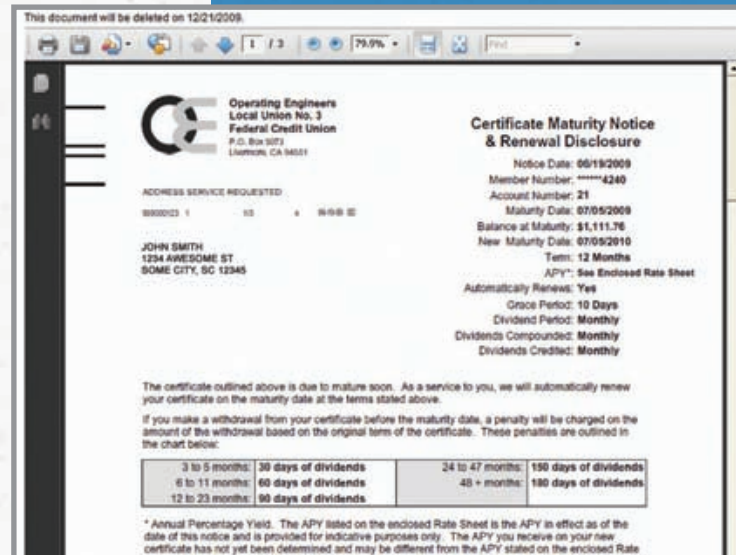 This document will be deleted on 12/21/2009.
1 / 3
79.9%
Find
Operating Engineers
Local Union No. 3
Federal Credit Union
P.O. Box 5073
Livermore, CA 94551
ADDRESS SERVICE REQUESTED
JOHN SMITH
1234 AWESOME ST
SOME CITY, SC 12345
Certificate Maturity Notice
& Renewal Disclosure
Notice Date: 06/19/2009
Member Number: ******4240
Account Number: 21
Maturity Date: 07/05/2009
Balance at Maturity: $1,111.76
New Maturity Date: 07/05/2010
Term: 12 Months
APY*: See Enclosed Rate Sheet
Automatically Renews: Yes
Grace Period: 10 Days
Dividend Period: Monthly
Dividends Compounded: Monthly
Dividends Credited: Monthly
The certificate outlined above is due to mature soon. As a service to you, we will automatically renew
your certificate on the maturity date at the terms stated above.
If you make a withdrawal from your certificate before the maturity date, a penalty will be charged on the
amount of the withdrawal based on the original term of the certificate. These penalties are outlined in
the chart below:
3 to 5 months: 30 days of dividends 24 to 47 months: 150 days of dividends
6 to 11 months: 60 days of dividends 48 + months: 180 days of dividends
12 to 23 months: 90 days of dividends
* Annual Percentage Yield. The APY listed on the enclosed Rate Sheet is the APY in effect as of the
date of this notice and is provided for indicative purposes only. The APY you receive on your new
certificate has not yet been determined and may be different from the APY stated on the enclosed Rate